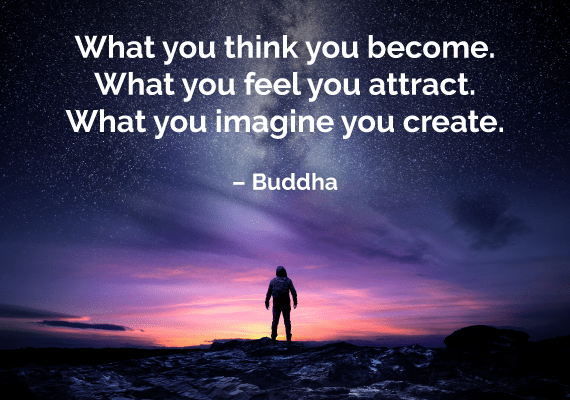 What you think you become.
What you feel you attract.
What you imagine you create.
– Buddha